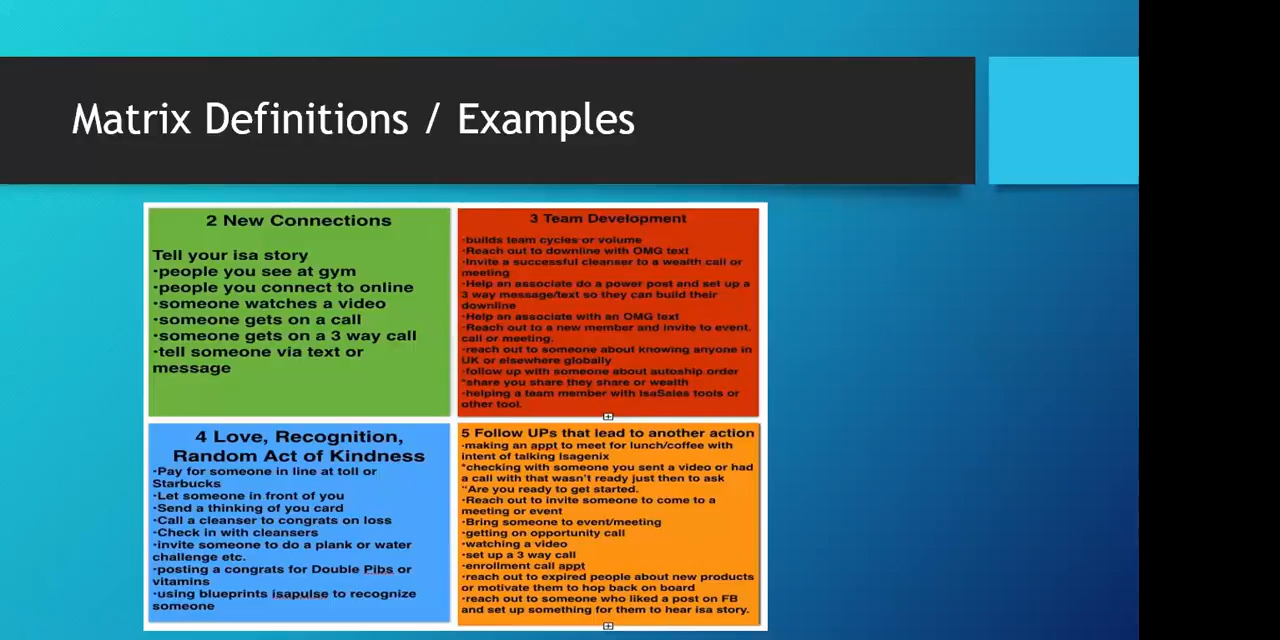 Matrix Definitions / Examples
2 New Connections
Tell your isa story
•people you see at gym
•people you connect to online
•someone watches a video
•someone gets on a call
•someone gets on a 3 way call
•tell someone via text or
message
3 Team Development
•builds team cycles or volume
•Reach out to downline with OMG text
•Invite a successful cleanser to a wealth call or
meeting
•Help an associate do a power post and set up a
3 way message/text so they can build their
downline
•Help an associate with an OMG text
•Reach out to a new member and invite to event,
call or meeting.
•reach out to someone about knowing anyone in
UK or elsewhere globally
•follow up with someone about autoship order
*share you share they share or wealth
•helping a team member with IsaSales tools or
other tool.
4 Love, Recognition,
Random Act of Kindness
•Pay for someone in line at toll or
Starbucks
•Let someone in front of you
•Send a thinking of you card
•Call a cleanser to congrats on loss
•Check in with cleansers
•invite someone to do a plank or water
challenge etc.
•posting a congrats for Double Pibs or
vitamins
•using blueprints isapulse to recognize
someone
5 Follow UPs that lead to another action
•making an appt to meet for lunch/coffee with
intent of talking Isagenix
*checking with someone you sent a video or had
a call with that wasn't ready just then to ask
"Are you ready to get started.
•Reach out to invite someone to come to a
meeting or event
•Bring someone to event/meeting
•getting on opportunity call
•watching a video
•set up a 3 way call
•enrollment call appt
•reach out to expired people about new products
or motivate them to hop back on board
•reach out to someone who liked a post on FB
and set up something for them to hear isa story.